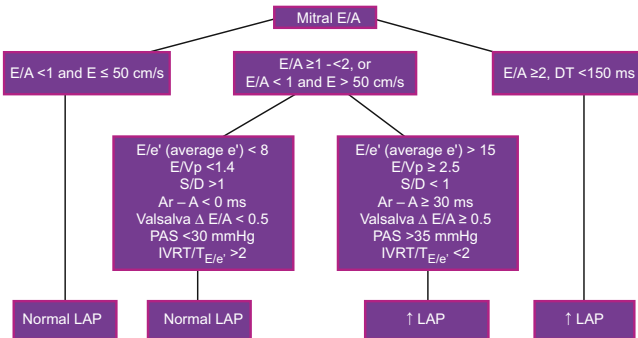 Mitral E/A
E/A <1 and E ≤ 50 cm/s
E/A ≥1 -<2, or
E/A < 1 and E > 50 cm/s
E/A ≥2, DT <150 ms
E/e' (average e') < 8
E/Vp <1.4
S/D >1
Ar – A < 0 ms
Valsalva Δ E/A < 0.5
PAS <30 mmHg
IVRT/T_E/e' >2
E/e' (average e') > 15
E/Vp ≥ 2.5
S/D < 1
Ar – A ≥ 30 ms
Valsalva Δ E/A ≥ 0.5
PAS >35 mmHg
IVRT/T_E/e' <2
Normal LAP
Normal LAP
↑ LAP
↑ LAP